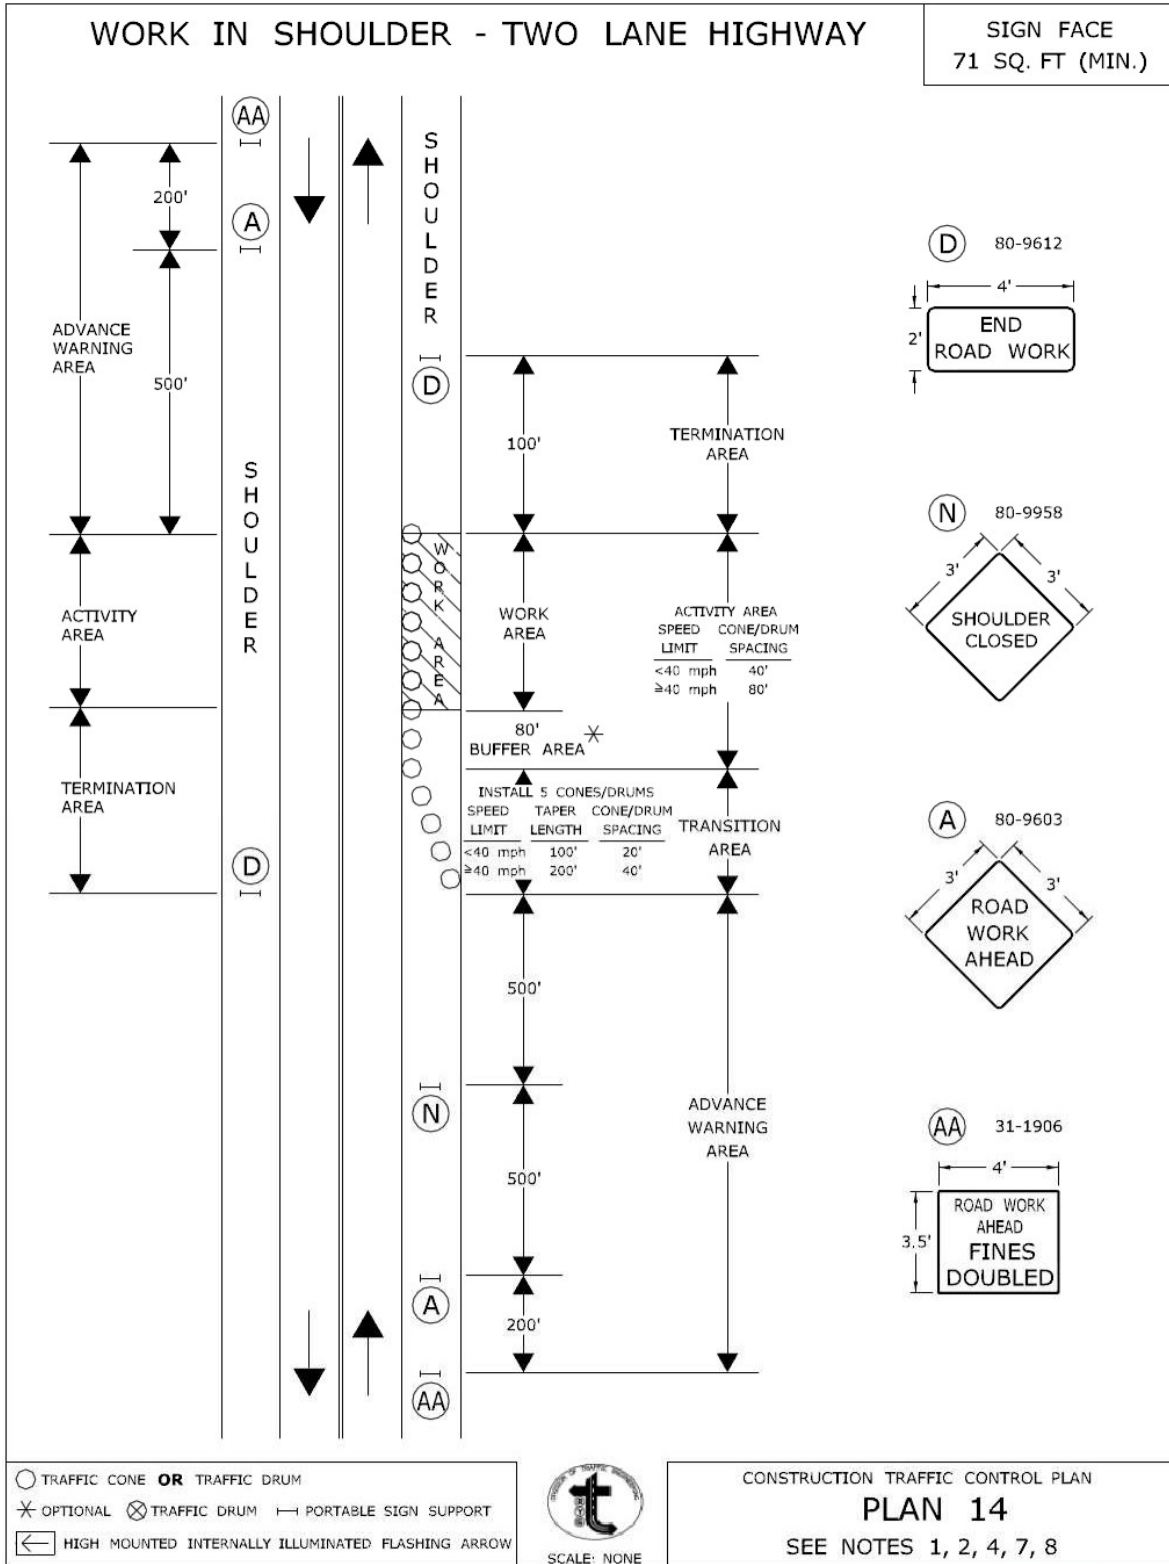 WORK IN SHOULDER - TWO LANE HIGHWAY
SIGN FACE
71 SQ. FT (MIN.)
AA
200'
A
ADVANCE
WARNING
AREA
500'
SHOULDER
ACTIVITY
AREA
TERMINATION
AREA
D
SHOULDER
D
100'
TERMINATION
AREA
WORK AREA
WORK
AREA
ACTIVITY AREA
SPEED CONE/DRUM
LIMIT SPACING
<40 mph 40'
≥40 mph 80'
80'
BUFFER AREA *
INSTALL 5 CONES/DRUMS
SPEED TAPER CONE/DRUM
LIMIT LENGTH SPACING
<40 mph 100' 20'
≥40 mph 200' 40'
TRANSITION
AREA
500'
N
ADVANCE
WARNING
AREA
500'
A
200'
AA
D 80-9612
4'
2'
END
ROAD WORK
N 80-9958
3' 3'
SHOULDER
CLOSED
A 80-9603
3' 3'
ROAD
WORK
AHEAD
AA 31-1906
4'
3.5'
ROAD WORK
AHEAD
FINES
DOUBLED
TRAFFIC CONE OR TRAFFIC DRUM
* OPTIONAL TRAFFIC DRUM PORTABLE SIGN SUPPORT
HIGH MOUNTED INTERNALLY ILLUMINATED FLASHING ARROW
DIVISION OF TRAFFIC ENGINEERING
t
SCALE: NONE
CONSTRUCTION TRAFFIC CONTROL PLAN
PLAN 14
SEE NOTES 1, 2, 4, 7, 8